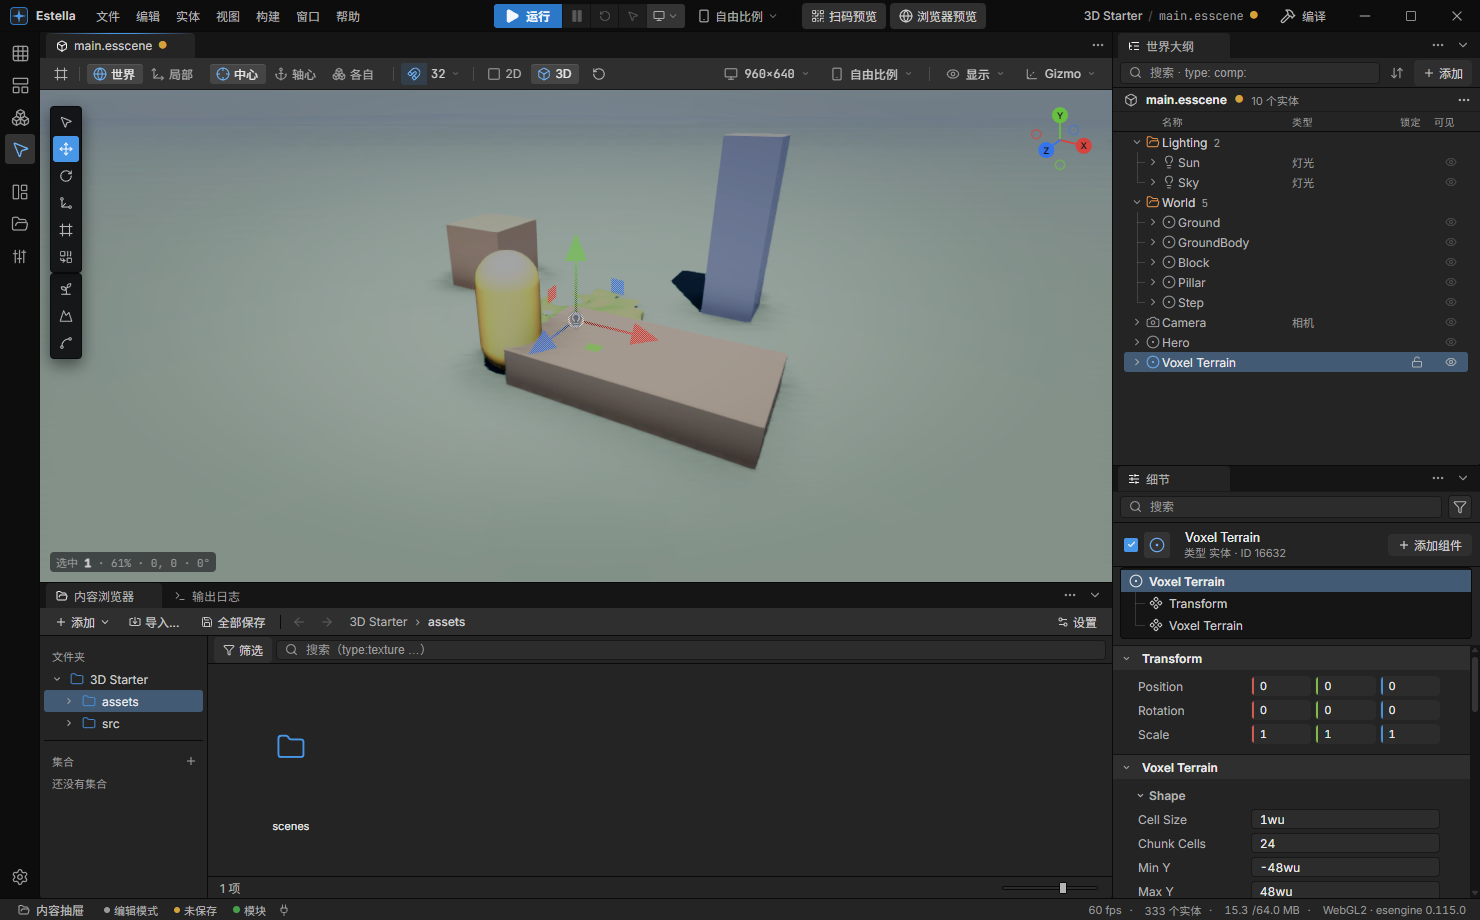 Estella 文件 编辑 实体 视图 构建 窗口 帮助 运行 自由比例 扫码预览 浏览器预览 3D Starter / main.esscene 编译
main.esscene
世界 局部 中心 轴心 各自 32 2D 3D 960×640 自由比例 显示 Gizmo
Y
X
Z
选中 1 · 61% · 0, 0 · 0°
世界大纲
搜索 · type: comp: 添加
main.esscene 10 个实体
名称 类型 锁定 可见
Lighting 2
Sun 灯光
Sky 灯光
World 5
Ground
GroundBody
Block
Pillar
Step
Camera 相机
Hero
Voxel Terrain
细节
搜索
Voxel Terrain
类型 实体 · ID 16632
添加组件
Voxel Terrain
Transform
Voxel Terrain
Transform
Position 0 0 0
Rotation 0 0 0
Scale 1 1 1
Voxel Terrain
Shape
Cell Size 1wu
Chunk Cells 24
Min Y -48wu
Max Y 48wu
内容浏览器 输出日志
添加 导入... 全部保存 3D Starter › assets 设置
文件夹
3D Starter
assets
src
集合
还没有集合
筛选 搜索（type:texture ...）
scenes
1 项
内容抽屉 编辑模式 未保存 模块 60 fps · 333 个实体 · 15.3 /64.0 MB · WebGL2 · esengine 0.115.0